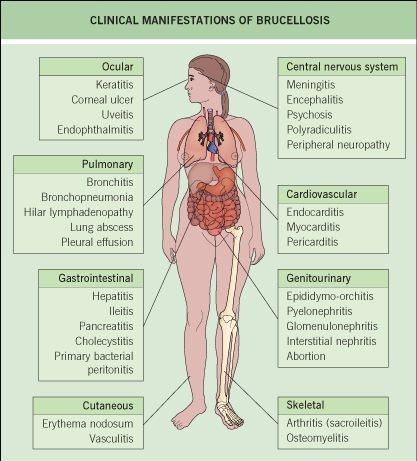 CLINICAL MANIFESTATIONS OF BRUCELLOSIS
Ocular
Keratitis
Corneal ulcer
Uveitis
Endophthalmitis
Central nervous system
Meningitis
Encephalitis
Psychosis
Polyradiculitis
Peripheral neuropathy
Pulmonary
Bronchitis
Bronchopneumonia
Hilar lymphadenopathy
Lung abscess
Pleural effusion
Cardiovascular
Endocarditis
Myocarditis
Pericarditis
Gastrointestinal
Hepatitis
Ileitis
Pancreatitis
Cholecystitis
Primary bacterial
peritonitis
Genitourinary
Epididymo-orchitis
Pyelonephritis
Glomenulonephritis
Interstitial nephritis
Abortion
Cutaneous
Erythema nodosum
Vasculitis
Skeletal
Arthritis (sacroileitis)
Osteomyelitis